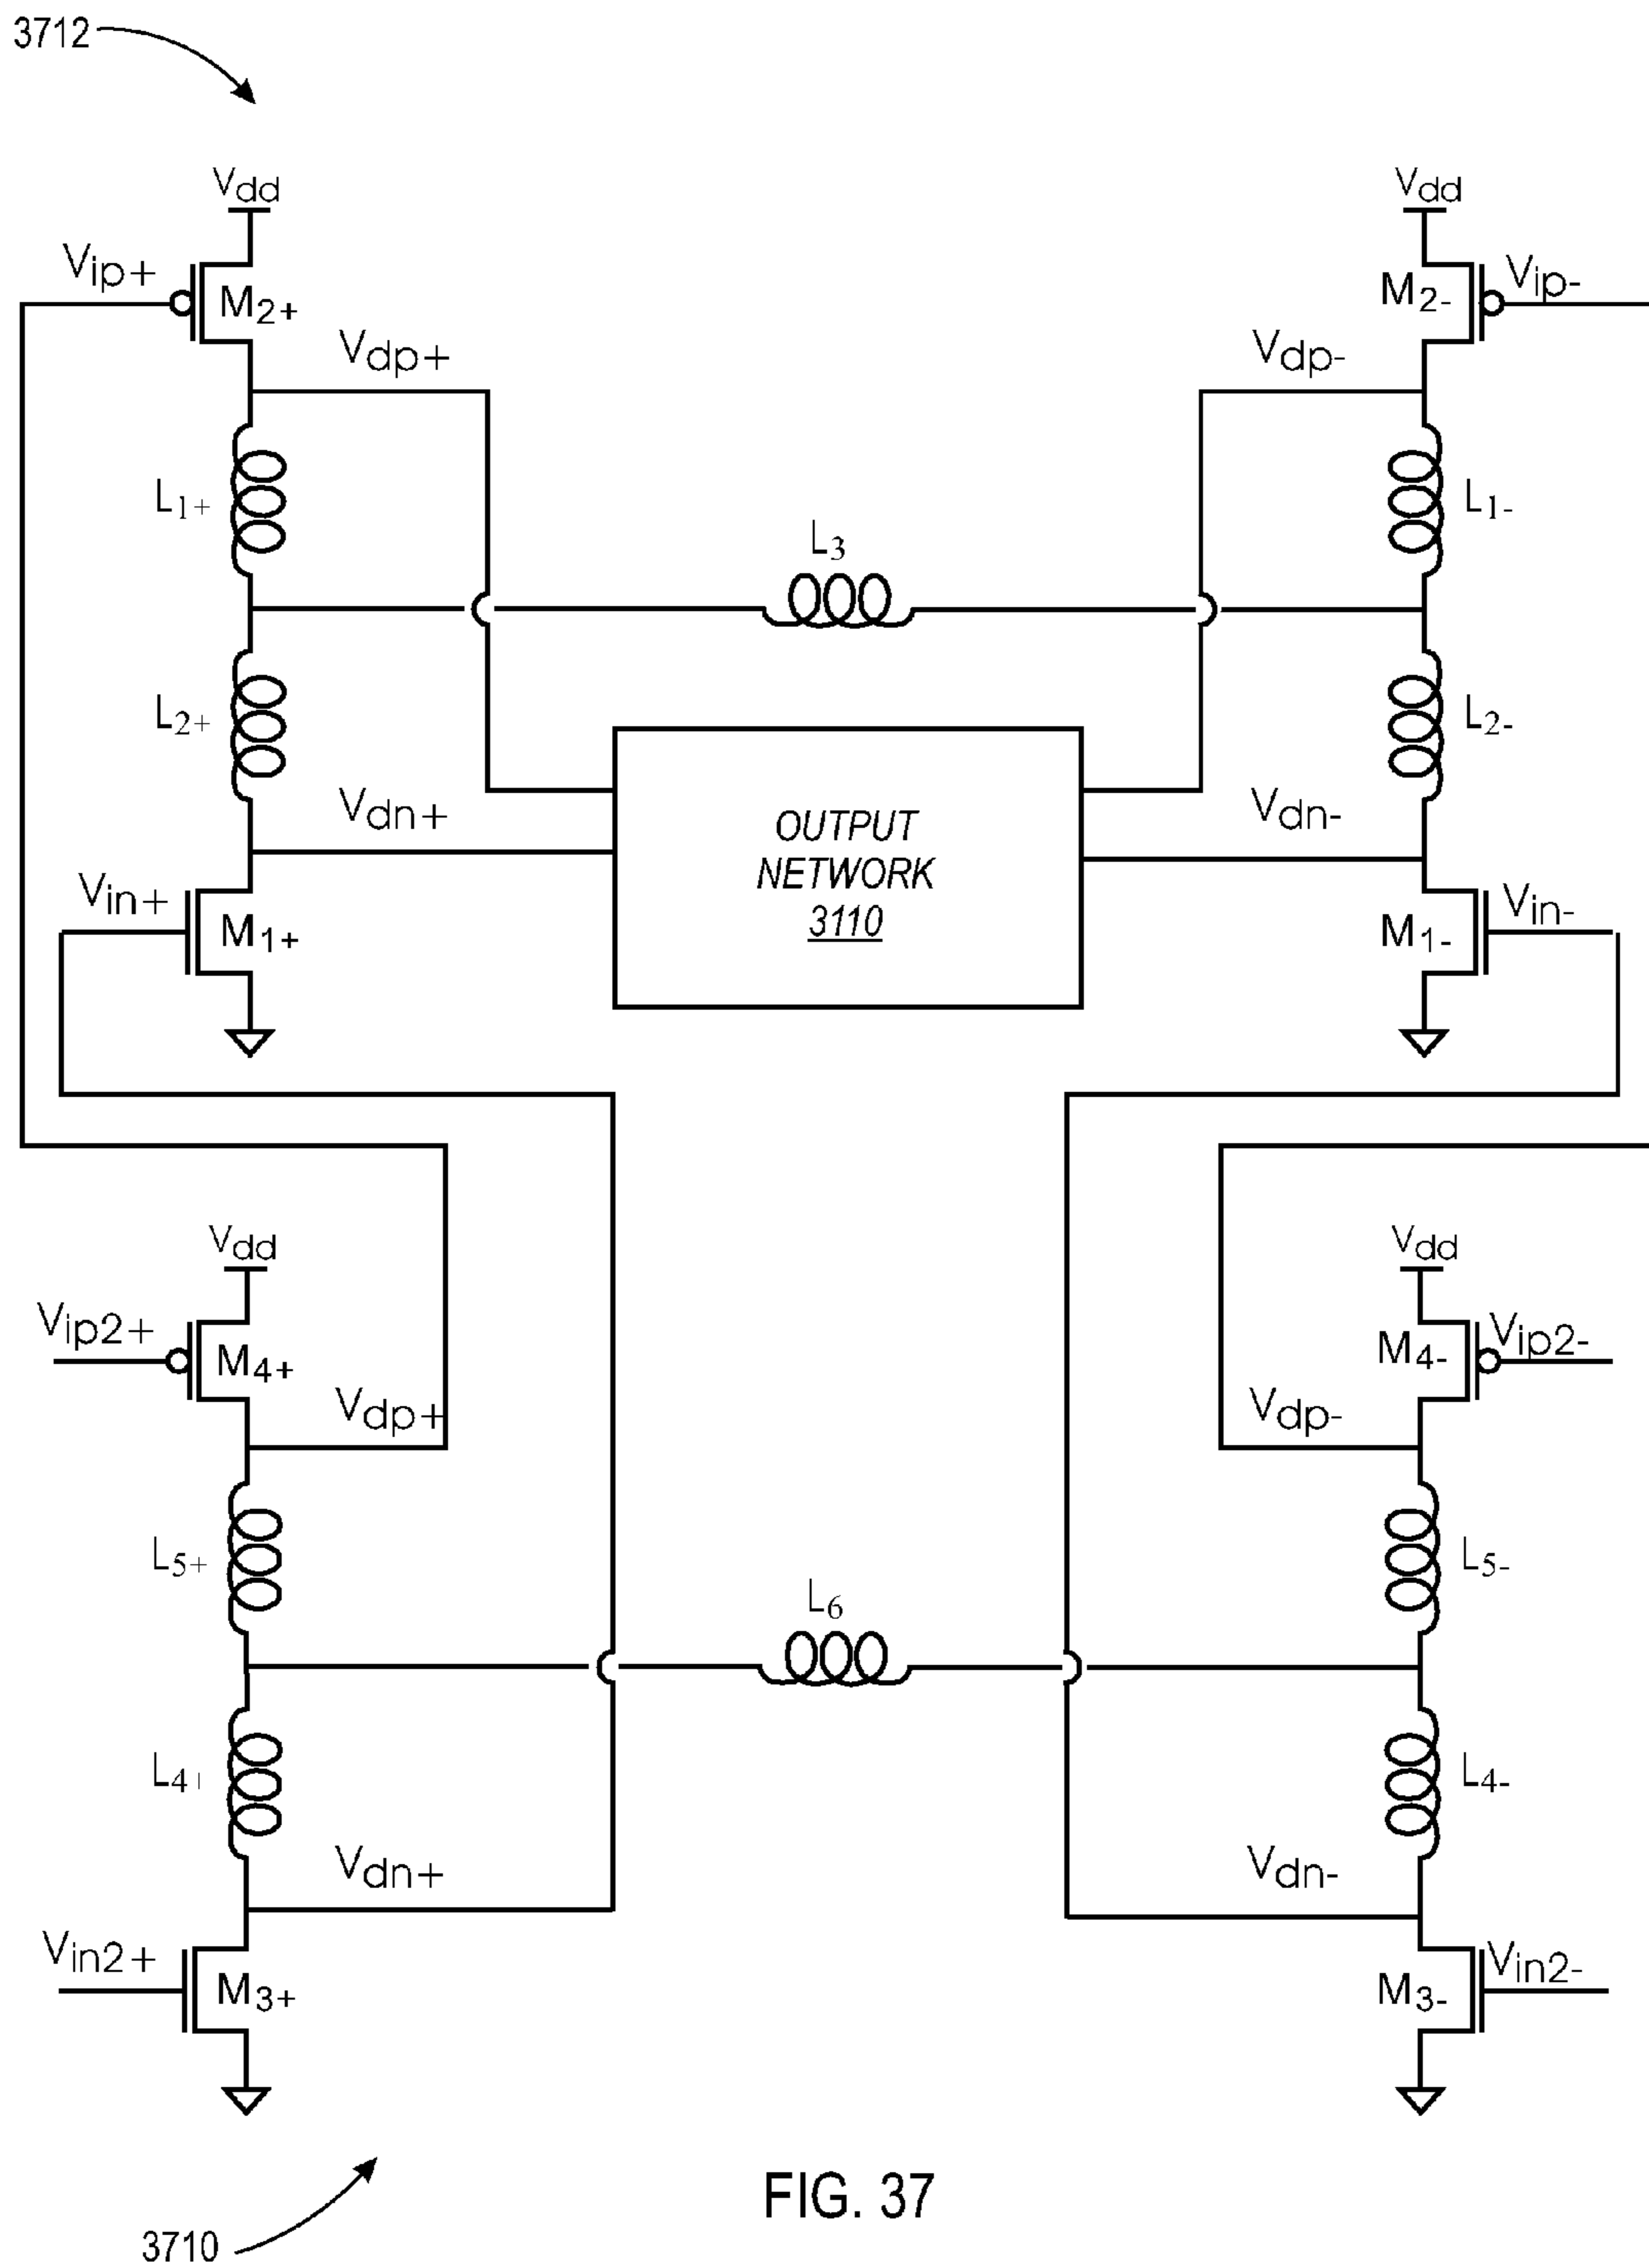 3712
Vdd
Vdd
Vip+
M2+
M2-
Vip-
Vdp+
Vdp-
L1+
L3
L1-
L2+
L2-
Vdn+
Vdn-
OUTPUT
NETWORK
3110
Vin+
M1+
M1-
Vin-
Vdd
Vdd
Vip2+
M4+
M4-
Vip2-
Vdp+
Vdp-
L5+
L6
L5-
L4+
L4-
Vdn+
Vdn-
Vin2+
M3+
M3-
Vin2-
FIG. 37
3710